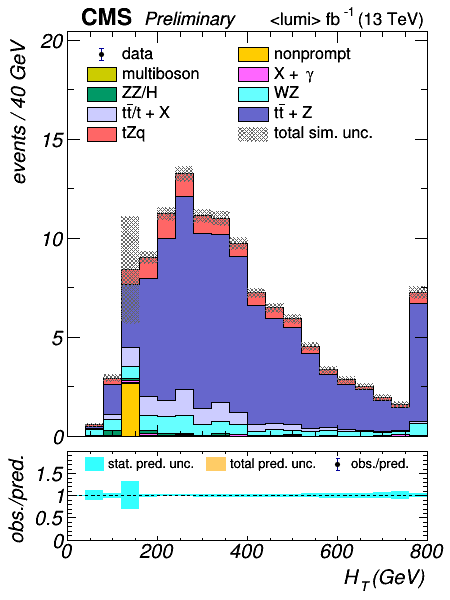 CMS Preliminary <lumi> fb⁻¹ (13 TeV)
20
15
10
5
0
events / 40 GeV
data
nonprompt
multiboson
X + γ
ZZ/H
WZ
tt̄/t + X
tt̄ + Z
tZq
total sim. unc.
obs./pred.
1.5
1
0.5
0
stat. pred. unc. total pred. unc. obs./pred.
0 200 400 600 800
H_T (GeV)